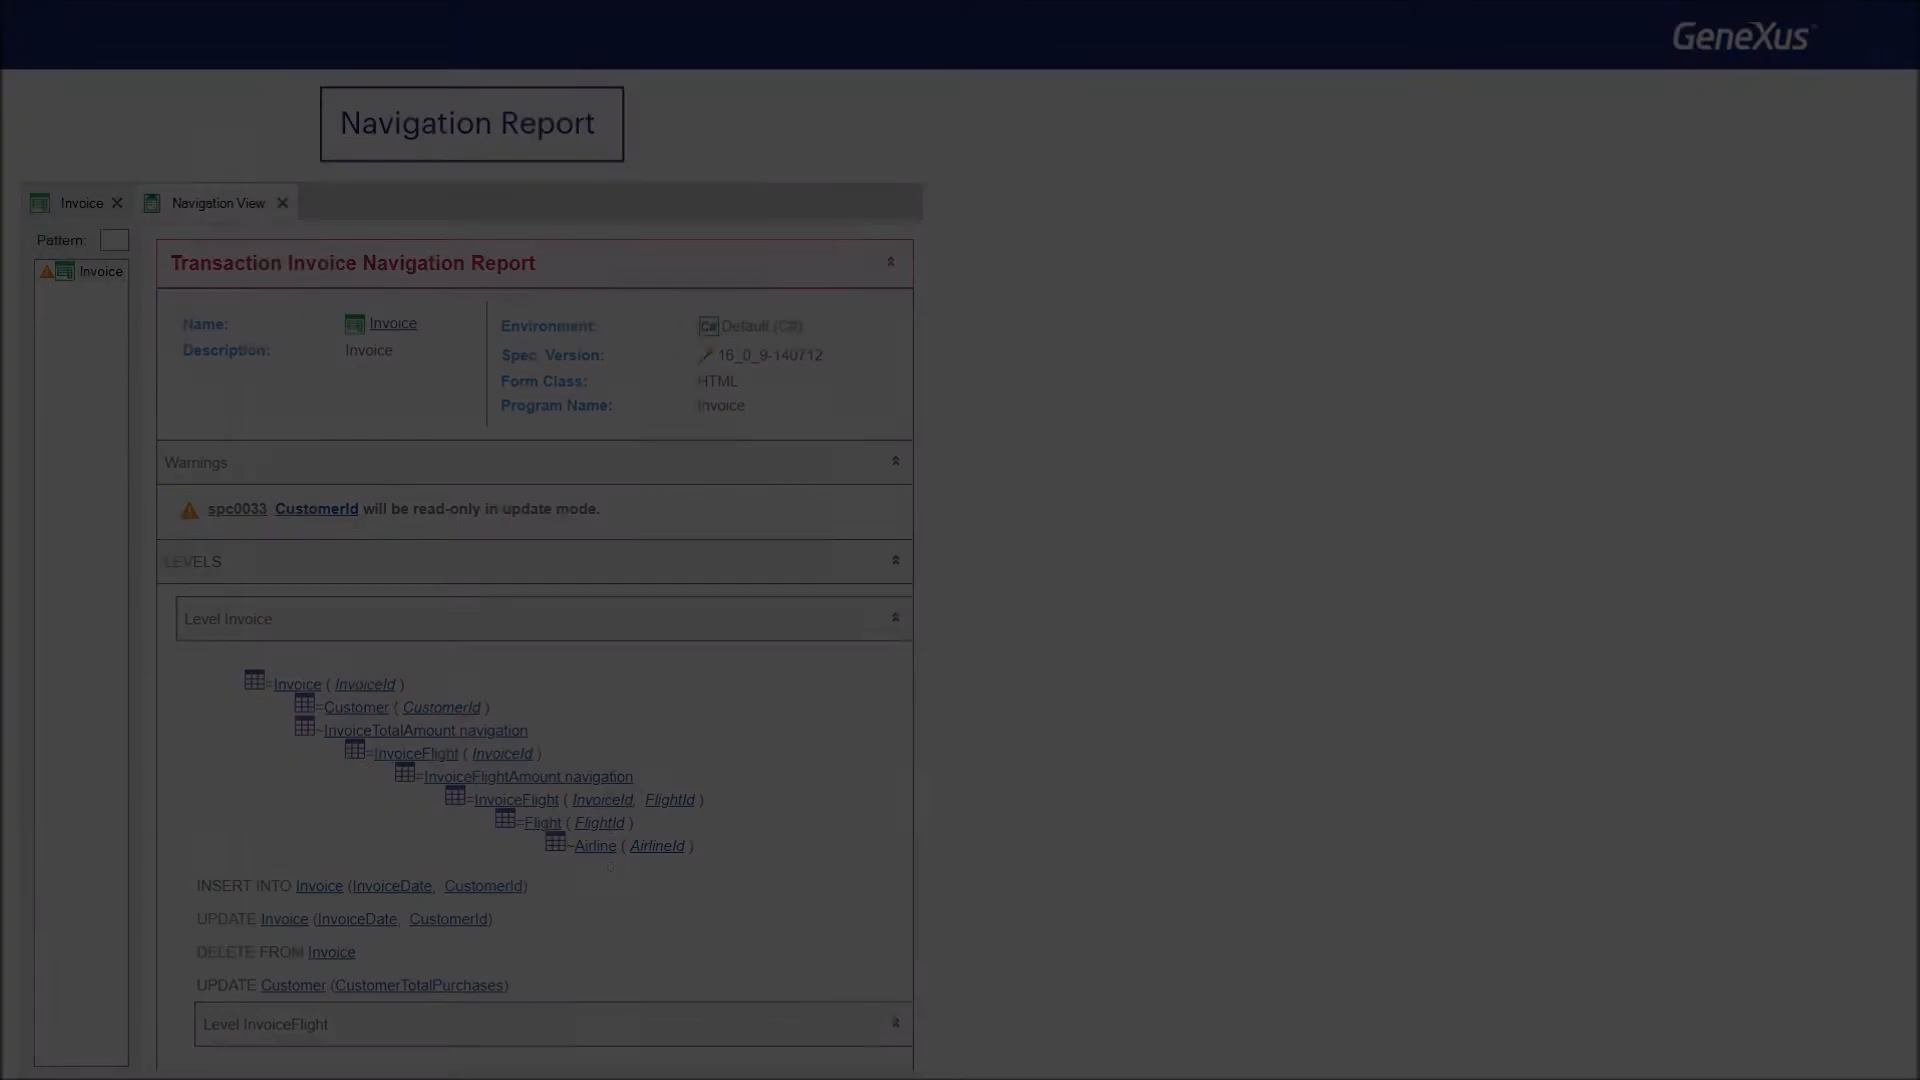 GeneXus
Navigation Report
Invoice
Navigation View
Pattern:
Invoice
Transaction Invoice Navigation Report
Name: Invoice
Description: Invoice
Environment: Default (C#)
Spec. Version: 16_0_9-140712
Form Class: HTML
Program Name: Invoice
Warnings
spc0033 CustomerId will be read-only in update mode.
LEVELS
Level Invoice
=Invoice ( InvoiceId )
=Customer ( CustomerId )
~InvoiceTotalAmount navigation
=InvoiceFlight ( InvoiceId )
=InvoiceFlightAmount navigation
=InvoiceFlight ( InvoiceId, FlightId )
=Flight ( FlightId )
~Airline ( AirlineId )
INSERT INTO Invoice (InvoiceDate, CustomerId)
UPDATE Invoice (InvoiceDate, CustomerId)
DELETE FROM Invoice
UPDATE Customer (CustomerTotalPurchases)
Level InvoiceFlight